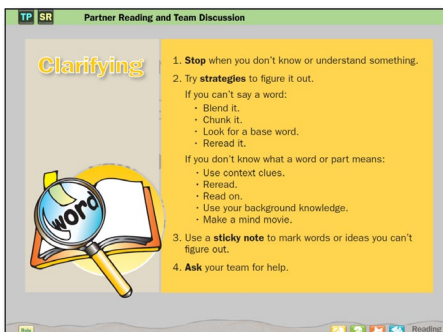 TP SR Partner Reading and Team Discussion
Clarifying
1. Stop when you don't know or understand something.
2. Try strategies to figure it out.
If you can't say a word:
• Blend it.
• Chunk it.
• Look for a base word.
• Reread it.
If you don't know what a word or part means:
• Use context clues.
• Reread.
• Read on.
• Use your background knowledge.
• Make a mind movie.
3. Use a sticky note to mark words or ideas you can't
figure out.
4. Ask your team for help.
word
Reading